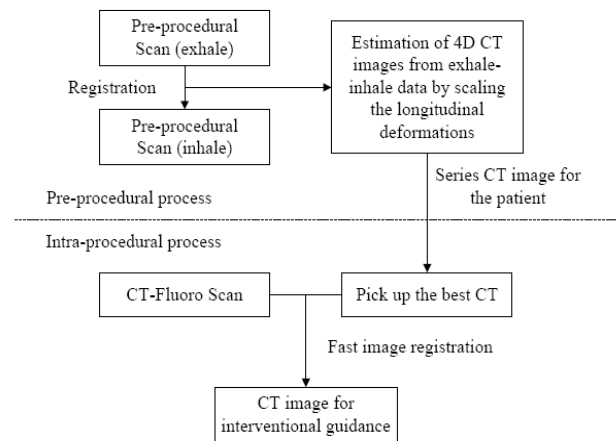 Pre-procedural
Scan (exhale)
Registration
Pre-procedural
Scan (inhale)
Estimation of 4D CT
images from exhale-
inhale data by scaling
the longitudinal
deformations
Series CT image for
the patient
Pre-procedural process
Intra-procedural process
CT-Fluoro Scan
Pick up the best CT
Fast image registration
CT image for
interventional guidance